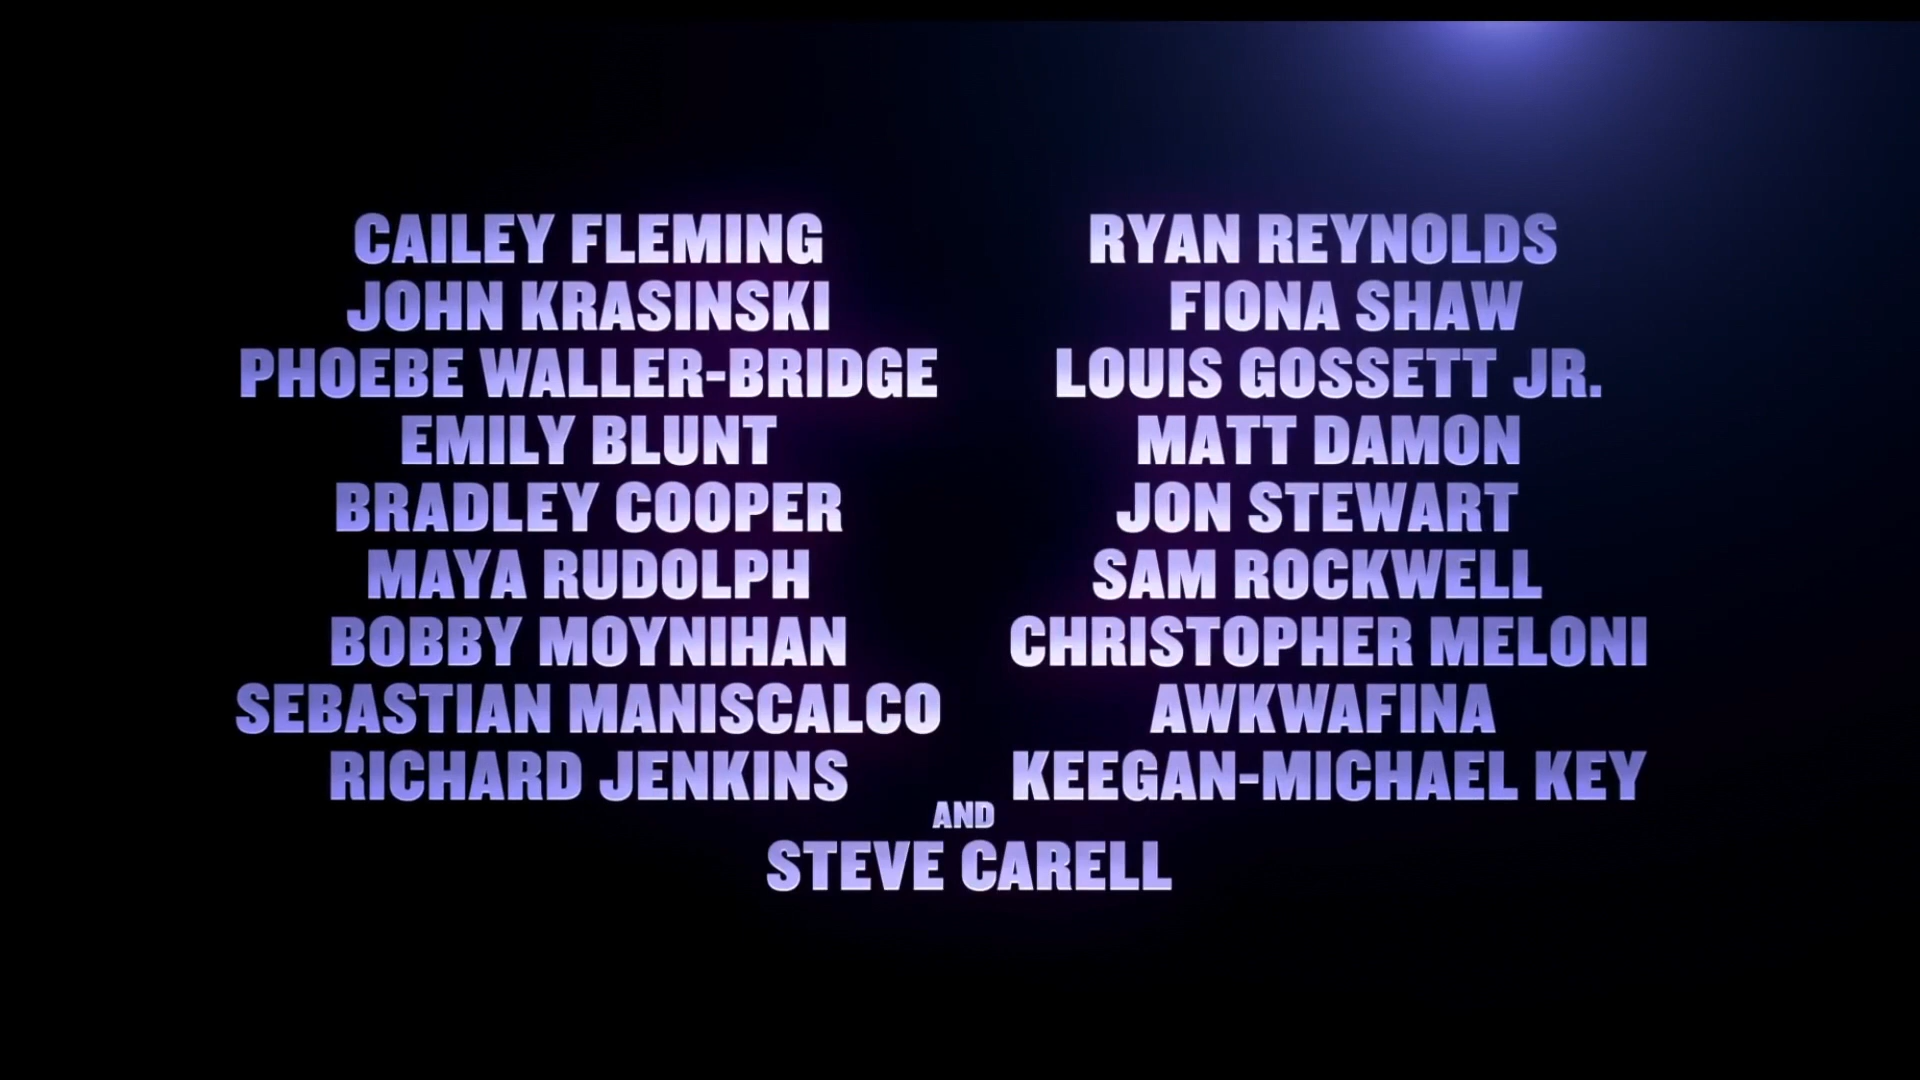 CAILEY FLEMING
JOHN KRASINSKI
PHOEBE WALLER-BRIDGE
EMILY BLUNT
BRADLEY COOPER
MAYA RUDOLPH
BOBBY MOYNIHAN
SEBASTIAN MANISCALCO
RICHARD JENKINS
RYAN REYNOLDS
FIONA SHAW
LOUIS GOSSETT JR.
MATT DAMON
JON STEWART
SAM ROCKWELL
CHRISTOPHER MELONI
AWKWAFINA
KEEGAN-MICHAEL KEY
AND
STEVE CARELL